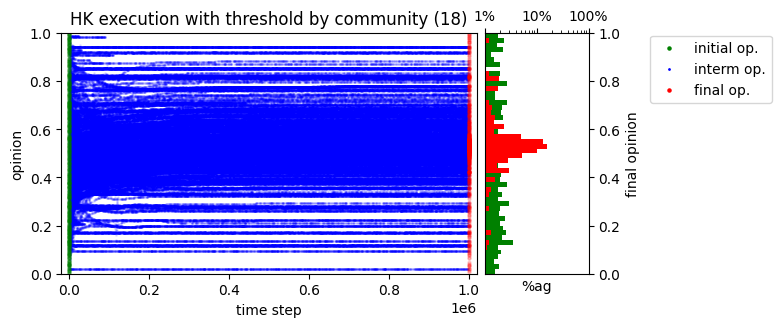 HK execution with threshold by community (18)
1% 10% 100%
initial op.
interm op.
final op.
1.0 1.0
0.8 0.8
0.6 0.6
0.4 0.4
0.2 0.2
0.0 0.0
opinion
final opinion
0.0 0.2 0.4 0.6 0.8 1.0
1e6
time step
%ag